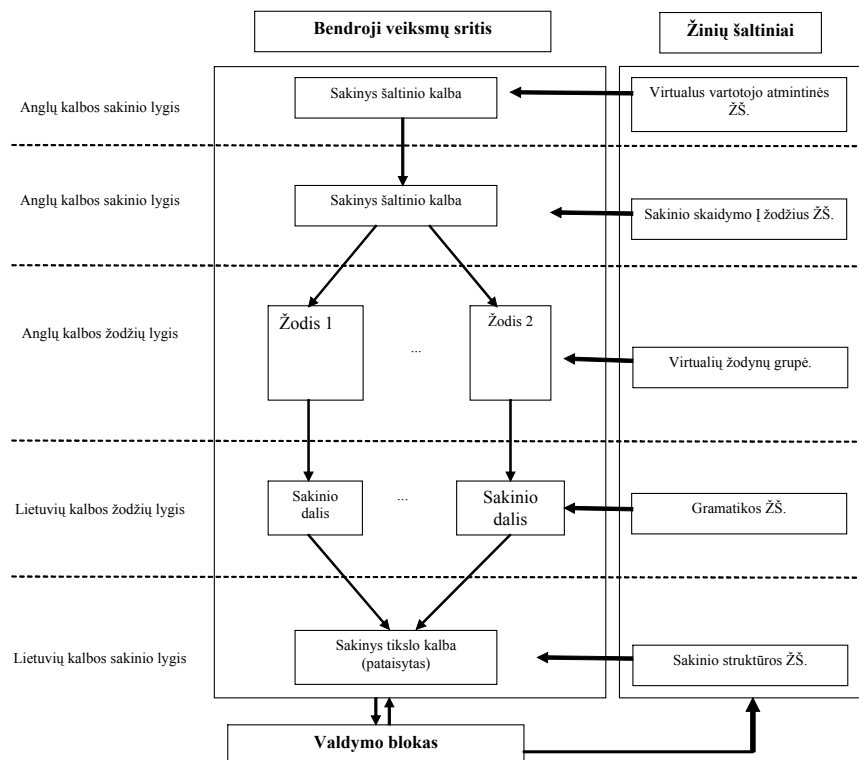 Bendroji veiksmų sritis
Žinių šaltiniai
Anglų kalbos sakinio lygis
Sakinys šaltinio kalba
Virtualus vartotojo atmintinės
ŽŠ.
Anglų kalbos sakinio lygis
Sakinys šaltinio kalba
Sakinio skaidymo Į žodžius ŽŠ.
Anglų kalbos žodžių lygis
Žodis 1
...
Žodis 2
Virtualių žodynų grupė.
Lietuvių kalbos žodžių lygis
Sakinio
dalis
...
Sakinio
dalis
Gramatikos ŽŠ.
Lietuvių kalbos sakinio lygis
Sakinys tikslo kalba
(pataisytas)
Sakinio struktūros ŽŠ.
Valdymo blokas